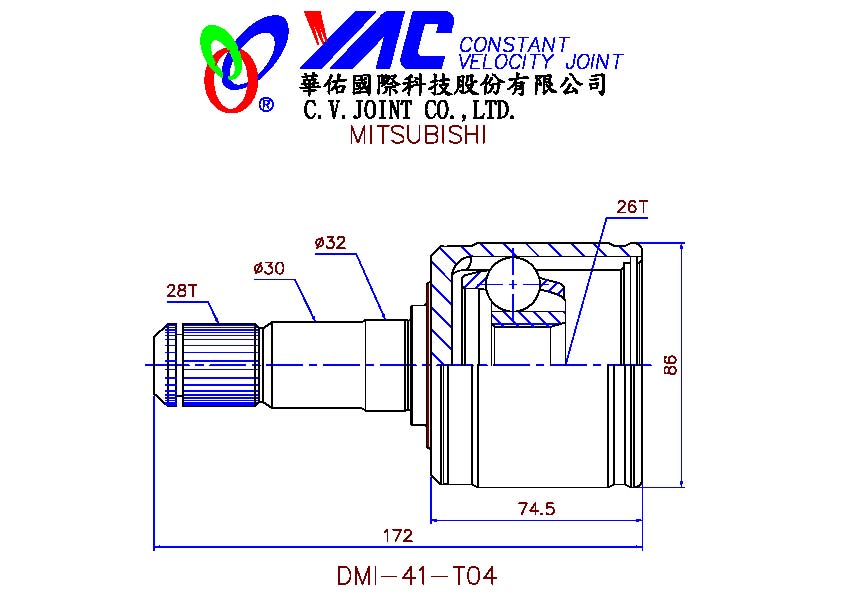 YAC CONSTANT
VELOCITY JOINT
®
華佑國際科技股份有限公司
C.V.JOINT CO.,LTD.
MITSUBISHI
26T
ø32
ø30
28T
86
74.5
172
DMI-41-T04